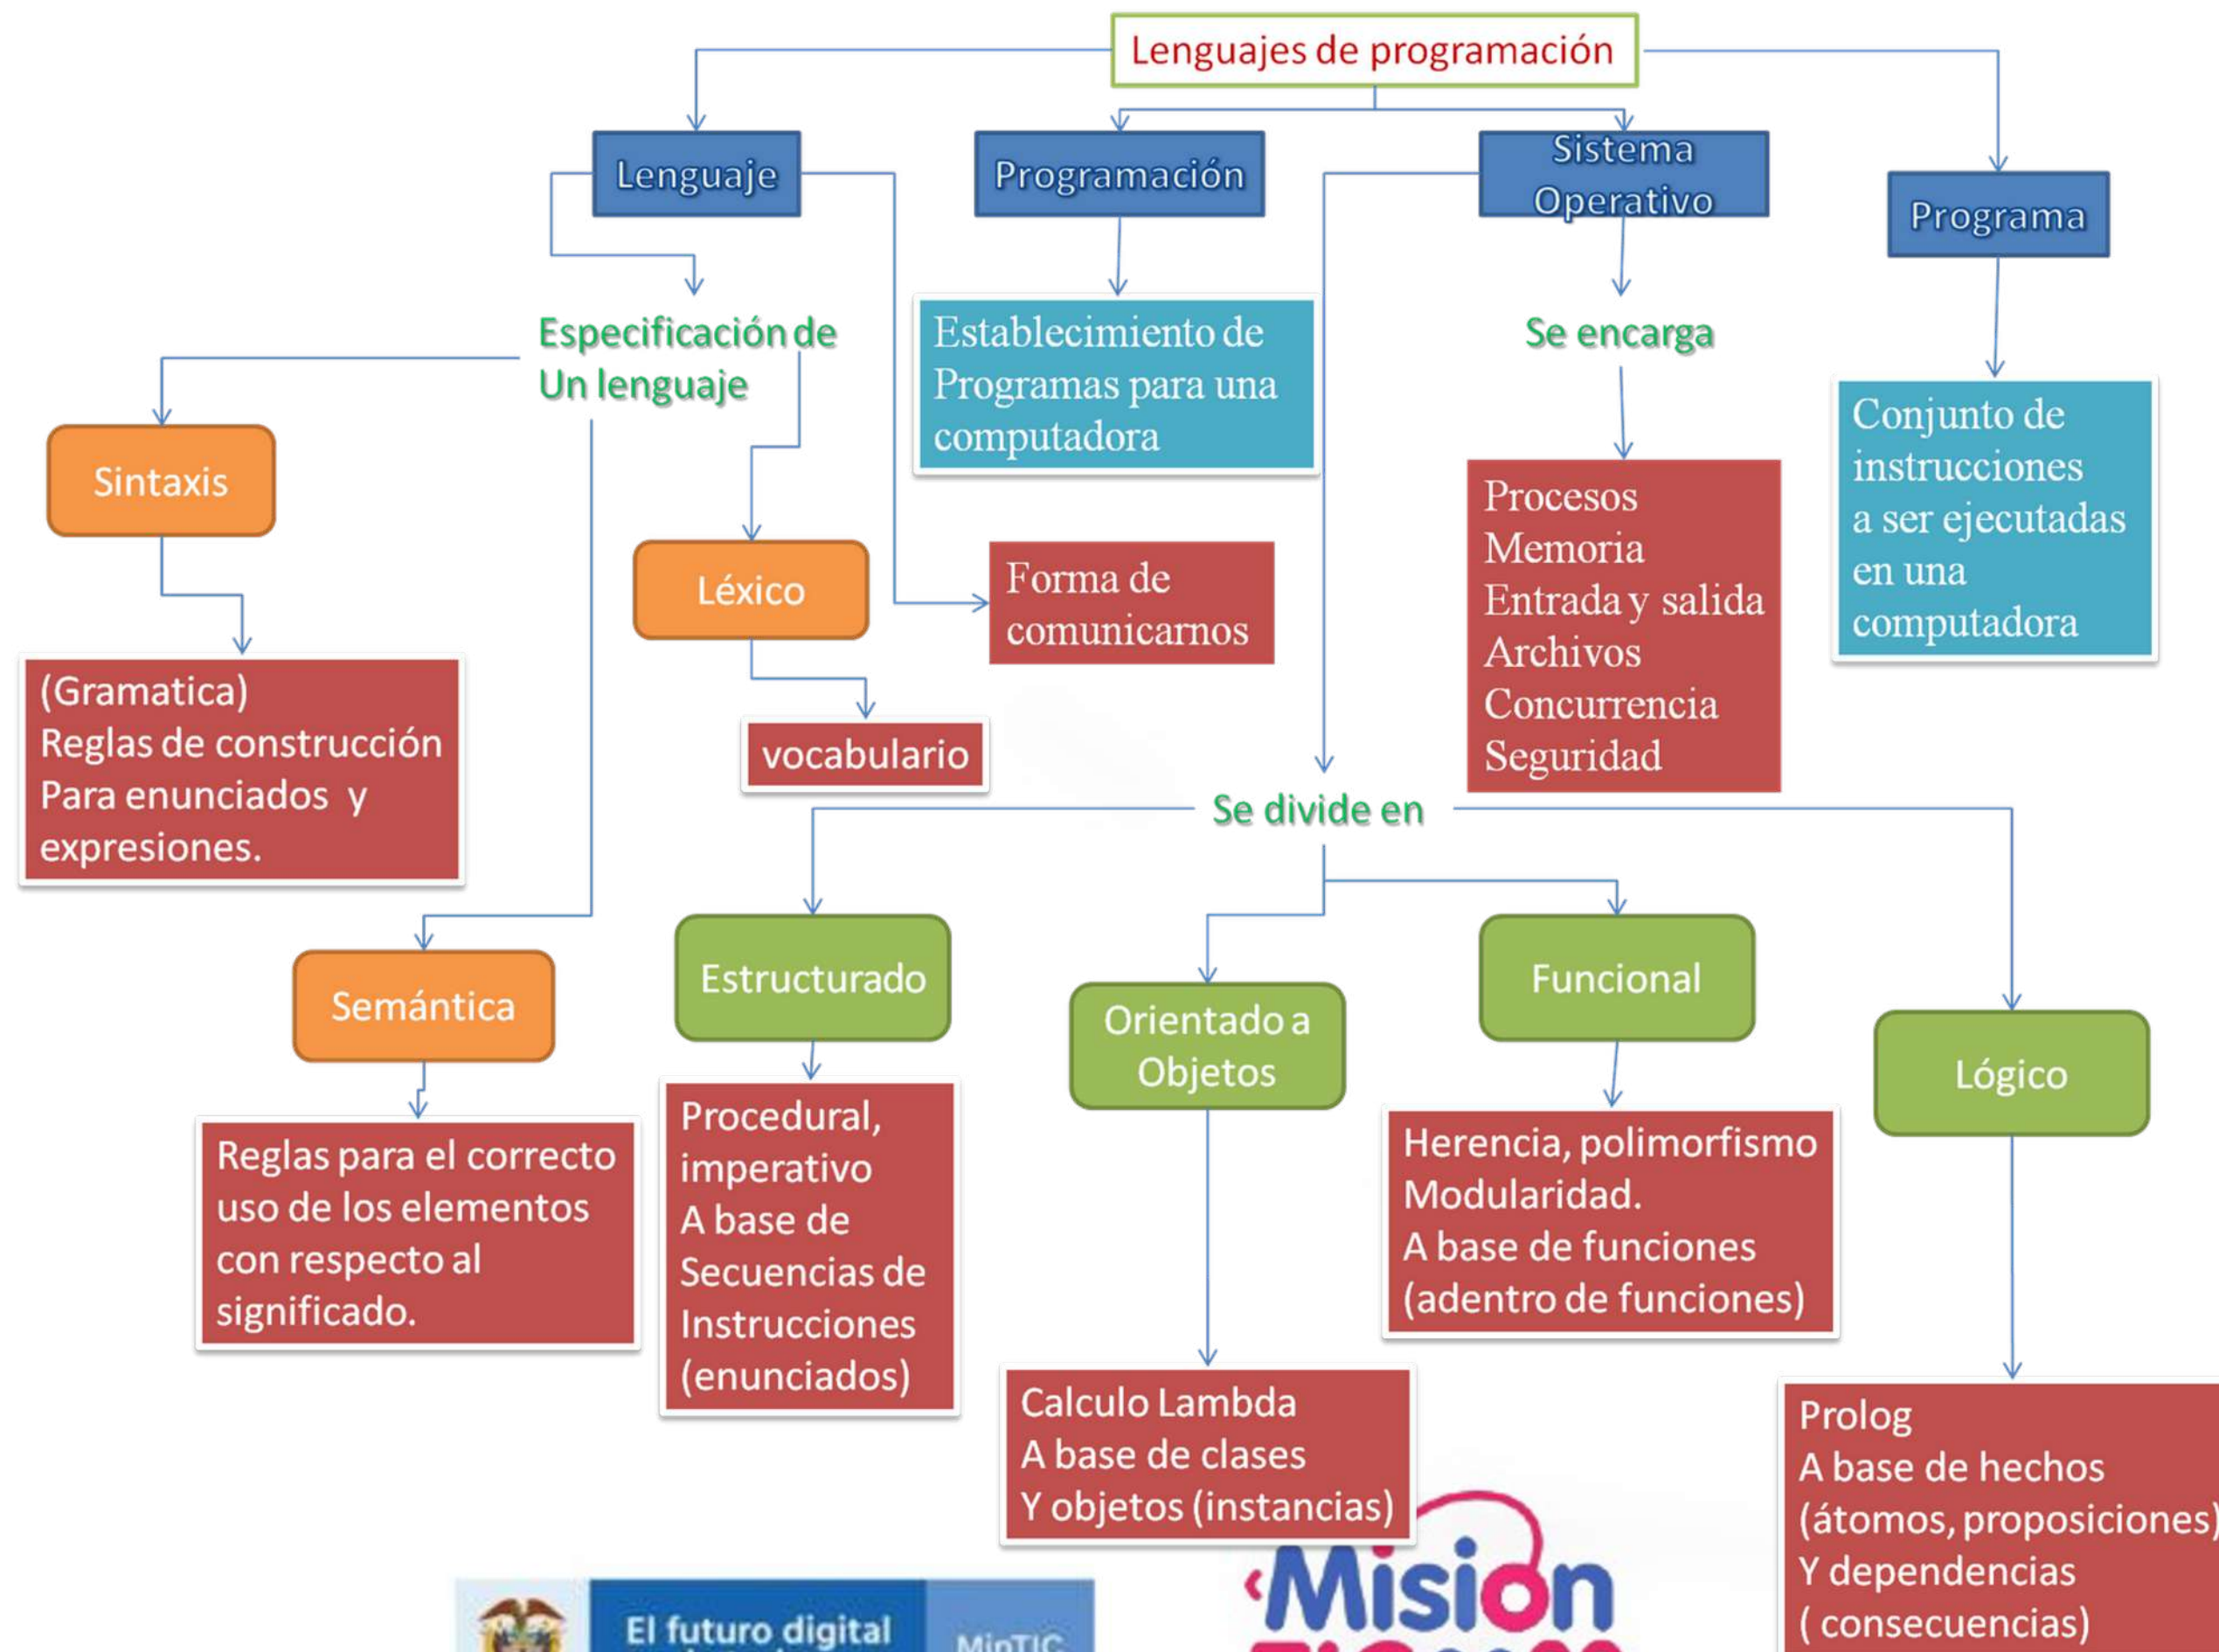 Lenguajes de programación
Lenguaje
Programación
Sistema
Operativo
Programa
Especificación de
Un lenguaje
Establecimiento de
Programas para una
computadora
Se encarga
Conjunto de
instrucciones
a ser ejecutadas
en una
computadora
Sintaxis
Léxico
Forma de
comunicarnos
Procesos
Memoria
Entrada y salida
Archivos
Concurrencia
Seguridad
(Gramatica)
Reglas de construcción
Para enunciados y
expresiones.
vocabulario
Se divide en
Semántica
Estructurado
Orientado a
Objetos
Funcional
Lógico
Reglas para el correcto
uso de los elementos
con respecto al
significado.
Procedural,
imperativo
A base de
Secuencias de
Instrucciones
(enunciados)
Calculo Lambda
A base de clases
Y objetos (instancias)
Herencia, polimorfismo
Modularidad.
A base de funciones
(adentro de funciones)
Prolog
A base de hechos
(átomos, proposiciones)
Y dependencias
( consecuencias)
El futuro digital
MinTIC
‹Misión